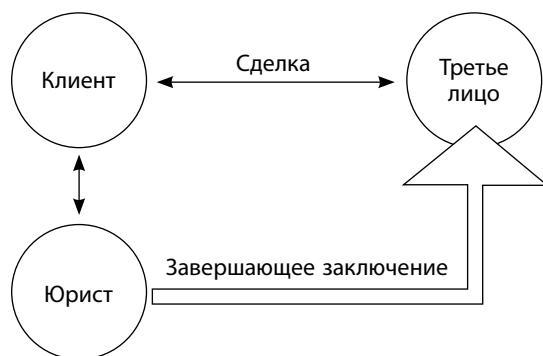 Клиент
Сделка
Третье
лицо
Завершающее заключение
Юрист